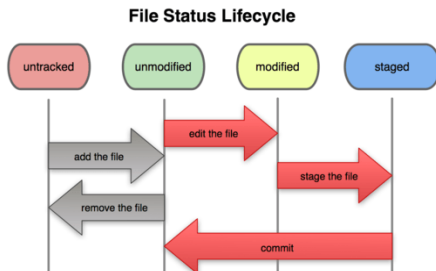 File Status Lifecycle
untracked unmodified modified staged
edit the file
add the file
stage the file
remove the file
commit